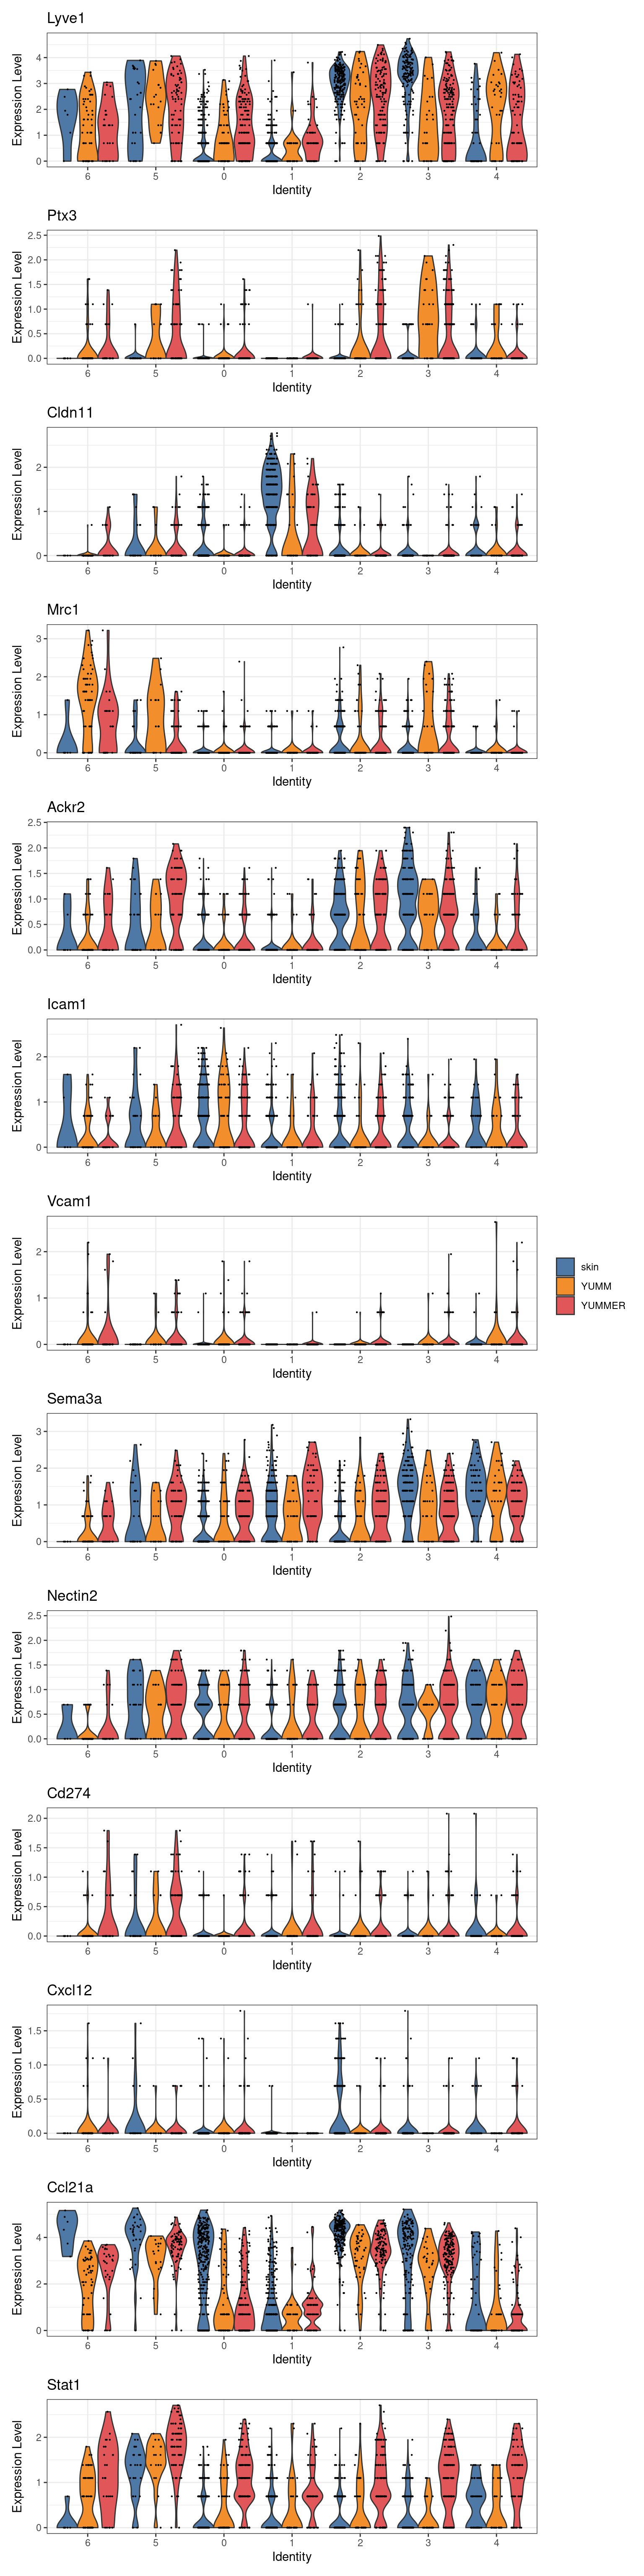 Lyve1
Expression Level
4
3
2
1
0
6 5 0 1 2 3 4
Identity
Ptx3
Expression Level
2.5
2.0
1.5
1.0
0.5
0.0
6 5 0 1 2 3 4
Identity
Cldn11
Expression Level
2
1
0
6 5 0 1 2 3 4
Identity
Mrc1
Expression Level
3
2
1
0
6 5 0 1 2 3 4
Identity
Ackr2
Expression Level
2.5
2.0
1.5
1.0
0.5
0.0
6 5 0 1 2 3 4
Identity
Icam1
Expression Level
2
1
0
6 5 0 1 2 3 4
Identity
Vcam1
Expression Level
2
1
0
6 5 0 1 2 3 4
Identity
skin
YUMM
YUMMER
Sema3a
Expression Level
3
2
1
0
6 5 0 1 2 3 4
Identity
Nectin2
Expression Level
2.5
2.0
1.5
1.0
0.5
0.0
6 5 0 1 2 3 4
Identity
Cd274
Expression Level
2.0
1.5
1.0
0.5
0.0
6 5 0 1 2 3 4
Identity
Cxcl12
Expression Level
1.5
1.0
0.5
0.0
6 5 0 1 2 3 4
Identity
Ccl21a
Expression Level
4
2
0
6 5 0 1 2 3 4
Identity
Stat1
Expression Level
2
1
0
6 5 0 1 2 3 4
Identity